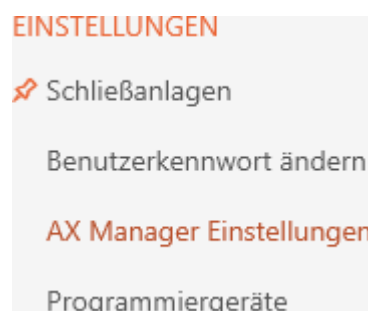 EINSTELLUNGEN
Schließanlagen
Benutzerkennwort ändern
AX Manager Einstellungen
Programmiergeräte